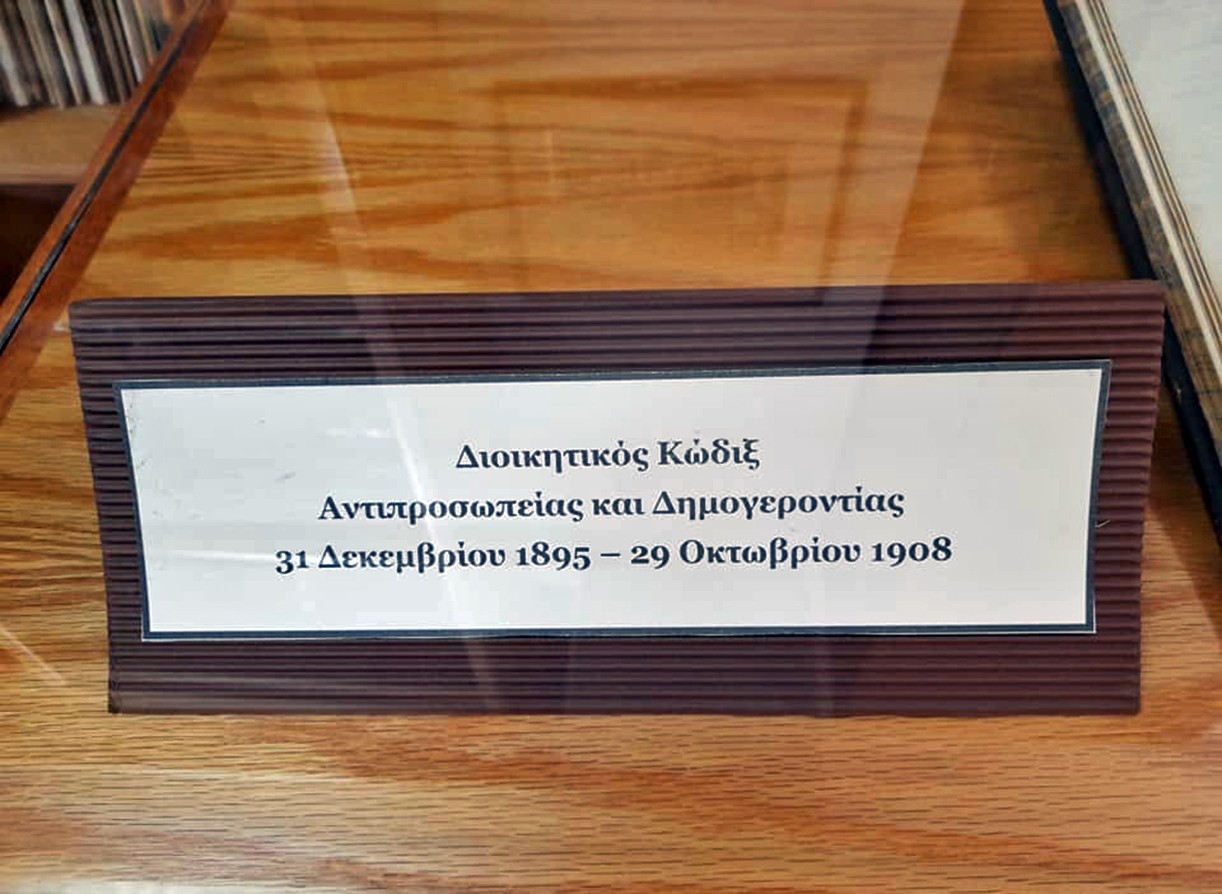 Διοικητικός Κώδιξ
Αντιπροσωπείας και Δημογεροντίας
31 Δεκεμβρίου 1895 – 29 Οκτωβρίου 1908